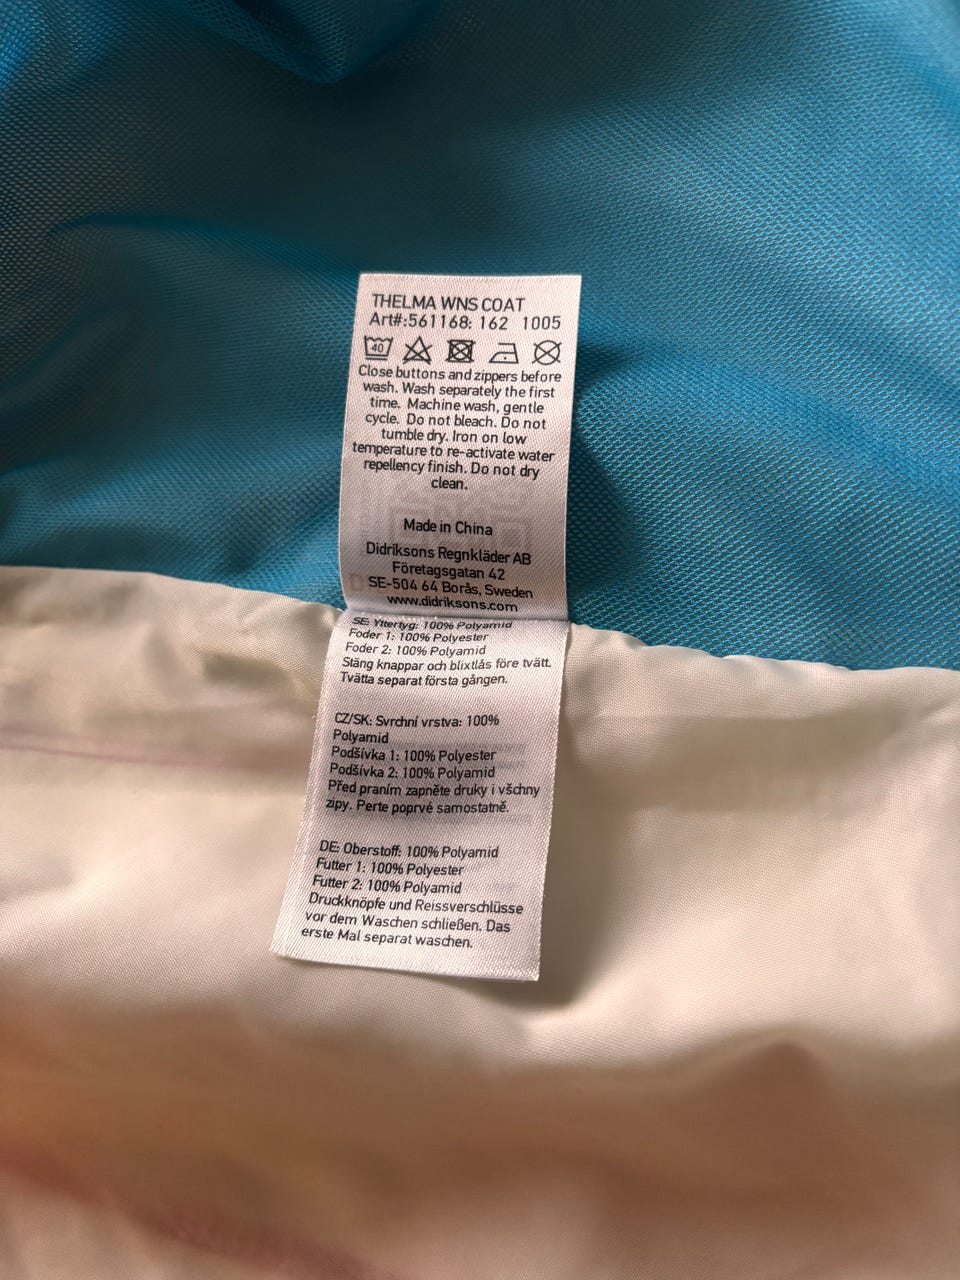 THELMA WNS COAT
Art#:561168: 162 1005
40
Close buttons and zippers before
wash. Wash separately the first
time. Machine wash, gentle
cycle. Do not bleach. Do not
tumble dry. Iron on low
temperature to re-activate water
repellency finish. Do not dry
clean.
Made in China
Didriksons Regnkläder AB
Företagsgatan 42
SE-504 64 Borås, Sweden
www.didriksons.com
SE: Yttertyg: 100% Polyamid
Foder 1: 100% Polyester
Foder 2: 100% Polyamid
Stäng knappar och blixtlås före tvätt.
Tvätta separat första gången.
CZ/SK: Svrchní vrstva: 100%
Polyamid
Podšívka 1: 100% Polyester
Podšívka 2: 100% Polyamid
Před praním zapněte druky i všchny
zipy. Perte poprvé samostatně.
DE: Oberstoff: 100% Polyamid
Futter 1: 100% Polyester
Futter 2: 100% Polyamid
Druckknöpfe und Reissverschlüsse
vor dem Waschen schließen. Das
erste Mal separat waschen.